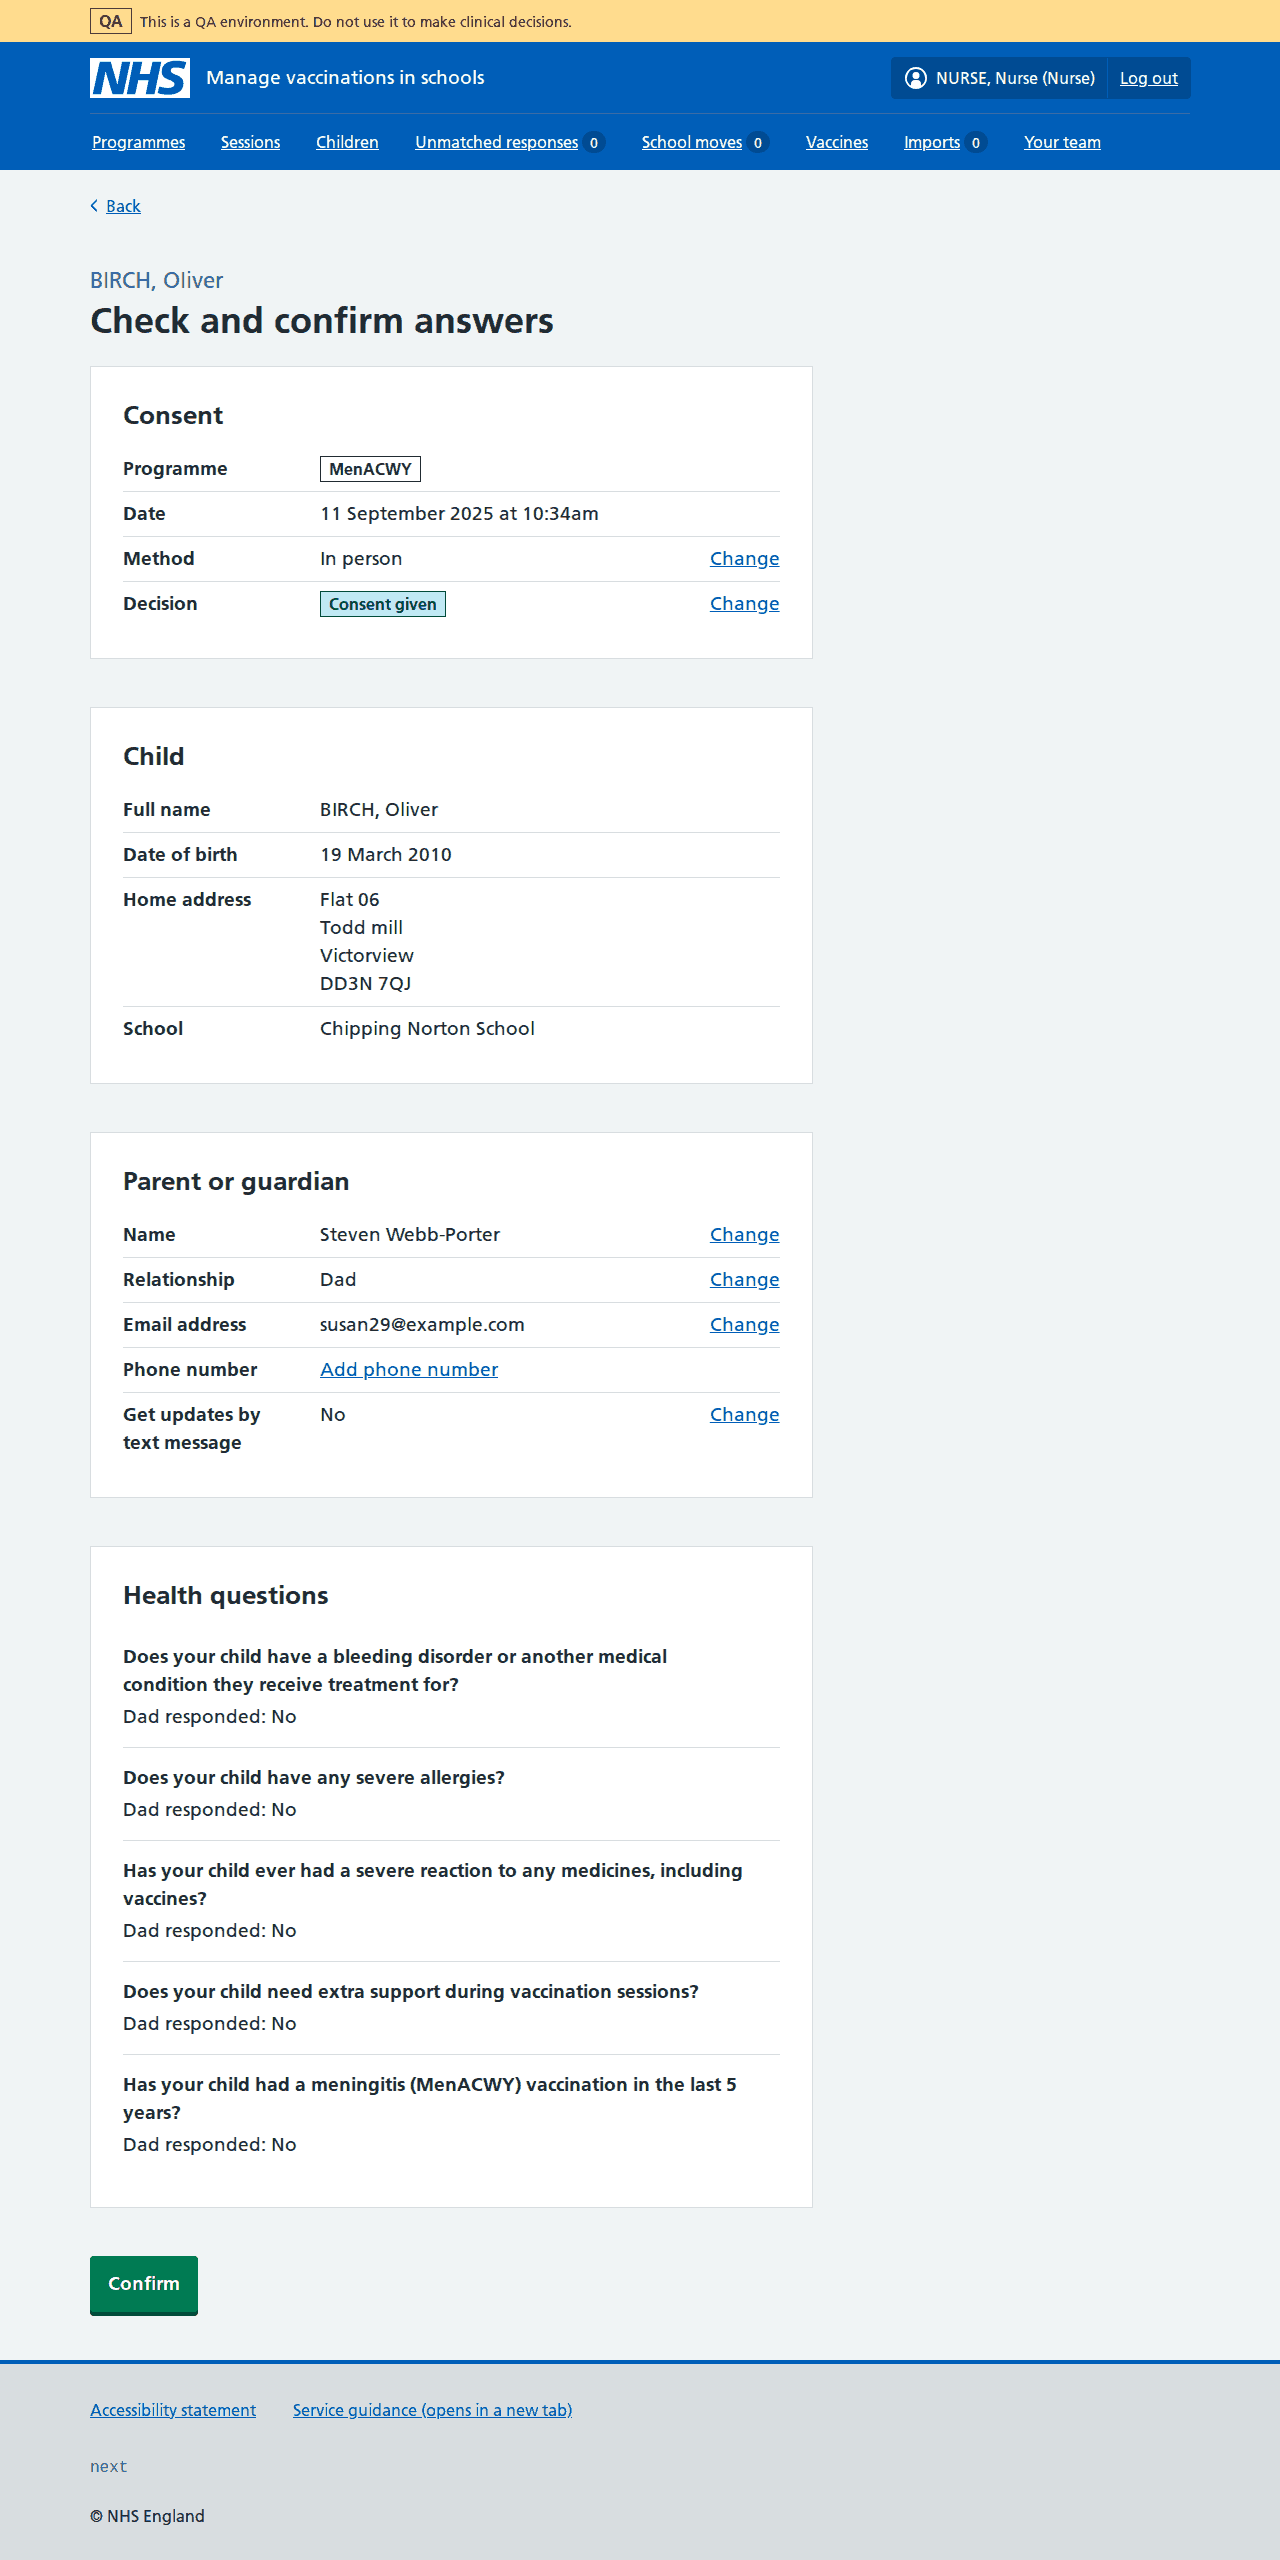 QA This is a QA environment. Do not use it to make clinical decisions.
NHS Manage vaccinations in schools NURSE, Nurse (Nurse) Log out
Programmes Sessions Children Unmatched responses 0 School moves 0 Vaccines Imports 0 Your team
Back
BIRCH, Oliver
Check and confirm answers
Consent
Programme MenACWY
Date 11 September 2025 at 10:34am
Method In person Change
Decision Consent given Change
Child
Full name BIRCH, Oliver
Date of birth 19 March 2010
Home address Flat 06
Todd mill
Victorview
DD3N 7QJ
School Chipping Norton School
Parent or guardian
Name Steven Webb-Porter Change
Relationship Dad Change
Email address susan29@example.com Change
Phone number Add phone number
Get updates by No Change
text message
Health questions
Does your child have a bleeding disorder or another medical
condition they receive treatment for?
Dad responded: No
Does your child have any severe allergies?
Dad responded: No
Has your child ever had a severe reaction to any medicines, including
vaccines?
Dad responded: No
Does your child need extra support during vaccination sessions?
Dad responded: No
Has your child had a meningitis (MenACWY) vaccination in the last 5
years?
Dad responded: No
Confirm
Accessibility statement Service guidance (opens in a new tab)
next
© NHS England